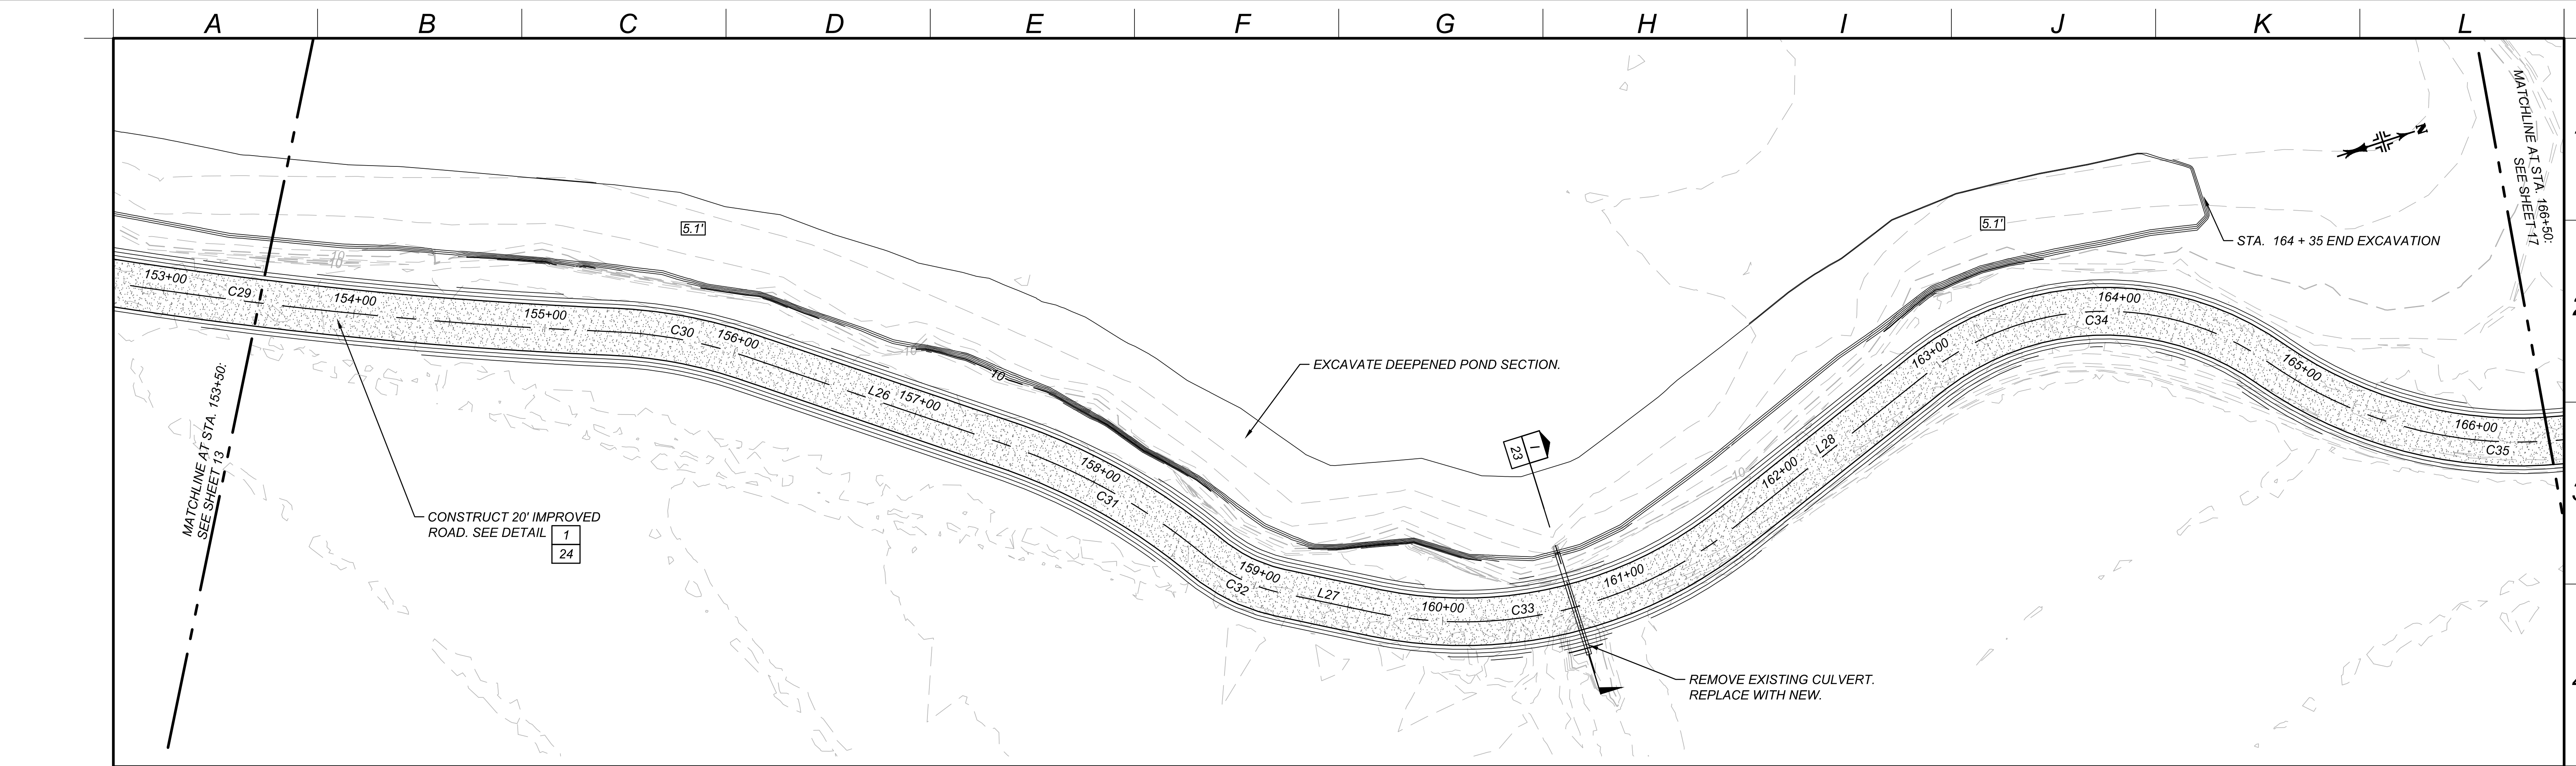 A B C D E F G H I J K L
MATCHLINE AT STA. 166+50:
SEE SHEET 17
N
5.1'
5.1'
STA. 164 + 35 END EXCAVATION
18
18
153+00
C29
154+00
155+00
C30
156+00
10
10
L26
157+00
EXCAVATE DEEPENED POND SECTION.
163+00
164+00
C34
165+00
166+00
C35
MATCHLINE AT STA. 153+50:
SEE SHEET 13
1
23
158+00
C31
10
162+00
L28
CONSTRUCT 20' IMPROVED
ROAD. SEE DETAIL
1
24
159+00
C32
L27
160+00
C33
161+00
REMOVE EXISTING CULVERT.
REPLACE WITH NEW.